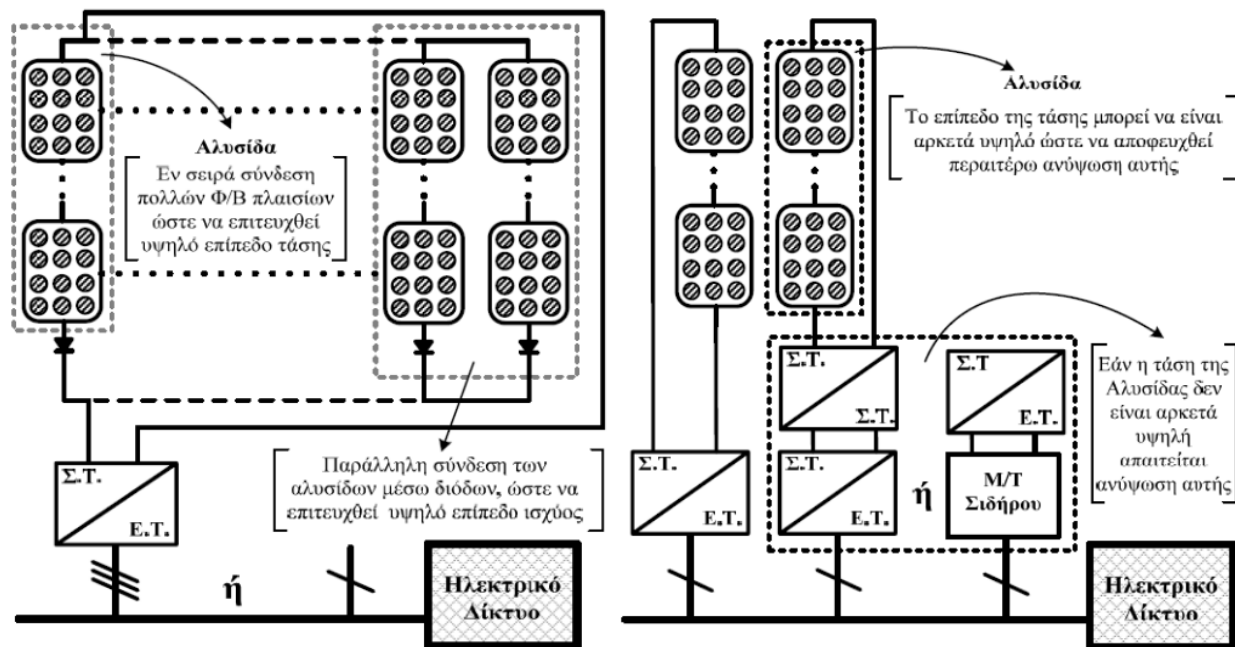 Αλυσίδα
Εν σειρά σύνδεση
πολλών Φ/Β πλαισίων
ώστε να επιτευχθεί
υψηλό επίπεδο τάσης
Παράλληλη σύνδεση των
αλυσίδων μέσω διόδων, ώστε να
επιτευχθεί υψηλό επίπεδο ισχύος
Σ.Τ.
Ε.Τ.
ή
Ηλεκτρικό
Δίκτυο
Αλυσίδα
Το επίπεδο της τάσης μπορεί να είναι
αρκετά υψηλό ώστε να αποφευχθεί
περαιτέρω ανύψωση αυτής
Σ.Τ.
Σ.Τ.
Σ.Τ
Ε.Τ.
Εάν η τάση της
Αλυσίδας δεν
είναι αρκετά
υψηλή
απαιτείται
ανύψωση αυτής
Σ.Τ.
Ε.Τ.
Σ.Τ.
Ε.Τ.
ή
Μ/Τ
Σιδήρου
Ηλεκτρικό
Δίκτυο